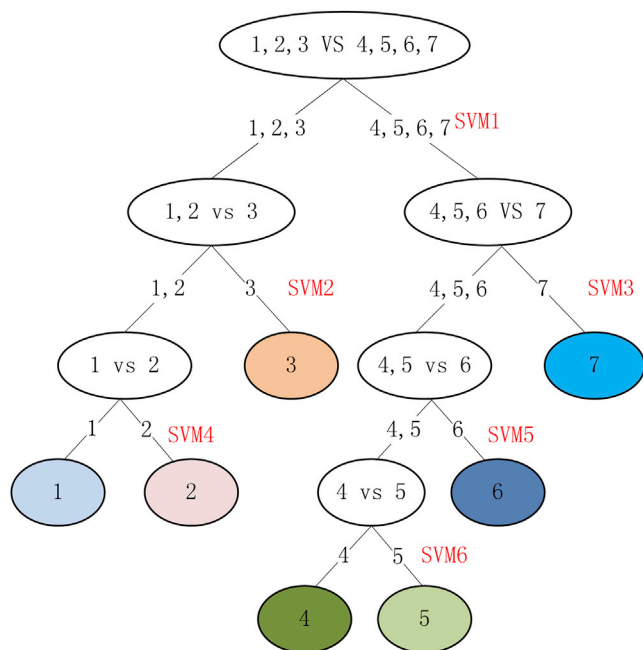 1,2,3 VS 4,5,6,7
1,2,3
4,5,6,7
SVM1
1,2 vs 3
4,5,6 VS 7
1,2
3
SVM2
4,5,6
7
SVM3
1 vs 2
3
4,5 vs 6
7
1
2
SVM4
4,5
6
SVM5
1
2
4 vs 5
6
4
5
SVM6
4
5